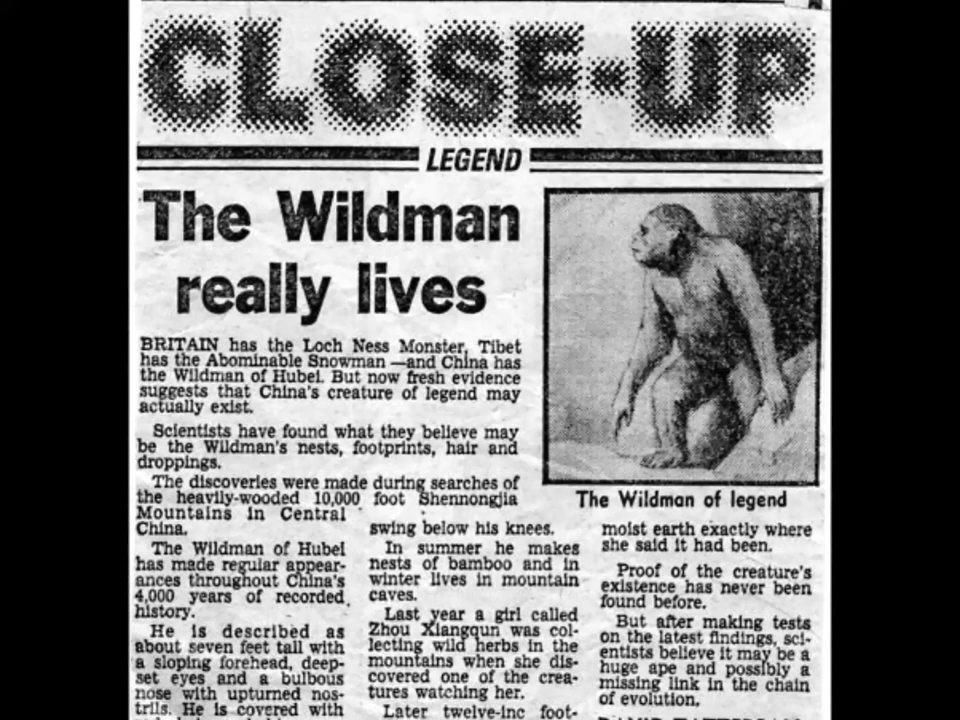 CLOSE-UP
LEGEND
The Wildman
really lives
BRITAIN has the Loch Ness Monster, Tibet
has the Abominable Snowman —and China has
the Wildman of Hubei. But now fresh evidence
suggests that China's creature of legend may
actually exist.
Scientists have found what they believe may
be the Wildman's nests, footprints, hair and
droppings.
The discoveries were made during searches of
the heavily-wooded 10,000 foot Shennongjia
Mountains in Central
China.
The Wildman of Hubei
has made regular appear-
ances throughout China's
4,000 years of recorded
history.
He is described as
about seven feet tall with
a sloping forehead, deep-
set eyes and a bulbous
nose with upturned nos-
trils. He is covered with
swing below his knees.
In summer he makes
nests of bamboo and in
winter lives in mountain
caves.
Last year a girl called
Zhou Xiangqun was col-
lecting wild herbs in the
mountains when she dis-
covered one of the crea-
tures watching her.
Later twelve-inc foot-
The Wildman of legend
moist earth exactly where
she said it had been.
Proof of the creature's
existence has never been
found before.
But after making tests
on the latest findings, sci-
entists believe it may be a
huge ape and possibly a
missing link in the chain
of evolution.